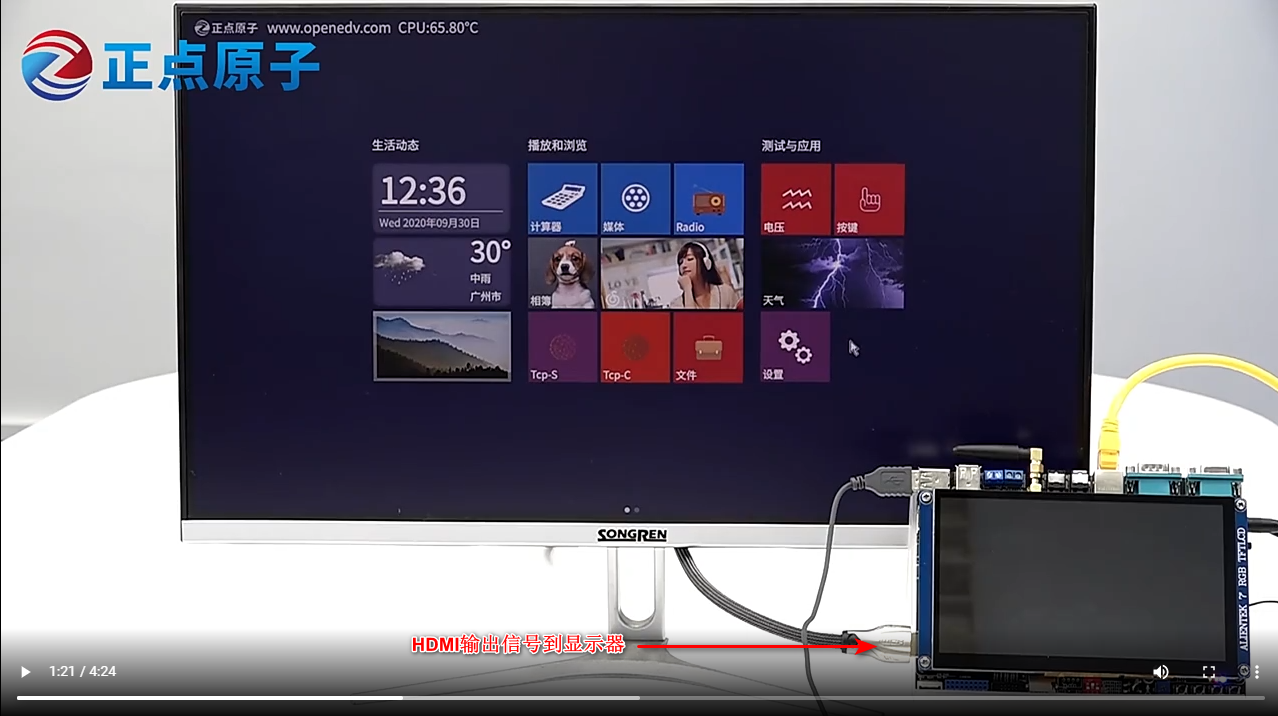 正点原子 www.openedv.com CPU:65.80°C
正点原子
生活动态
播放和浏览
测试与应用
12:36
Wed 2020年09月30日
计算器
媒体
Radio
电压
按键
30°
中雨
广州市
相簿
LOVE
天气
Tcp-S
Tcp-C
文件
设置
SONGREN
ALIENTEK 7 RGB TFTLCD
HDMI输出信号到显示器
1:21 / 4:24